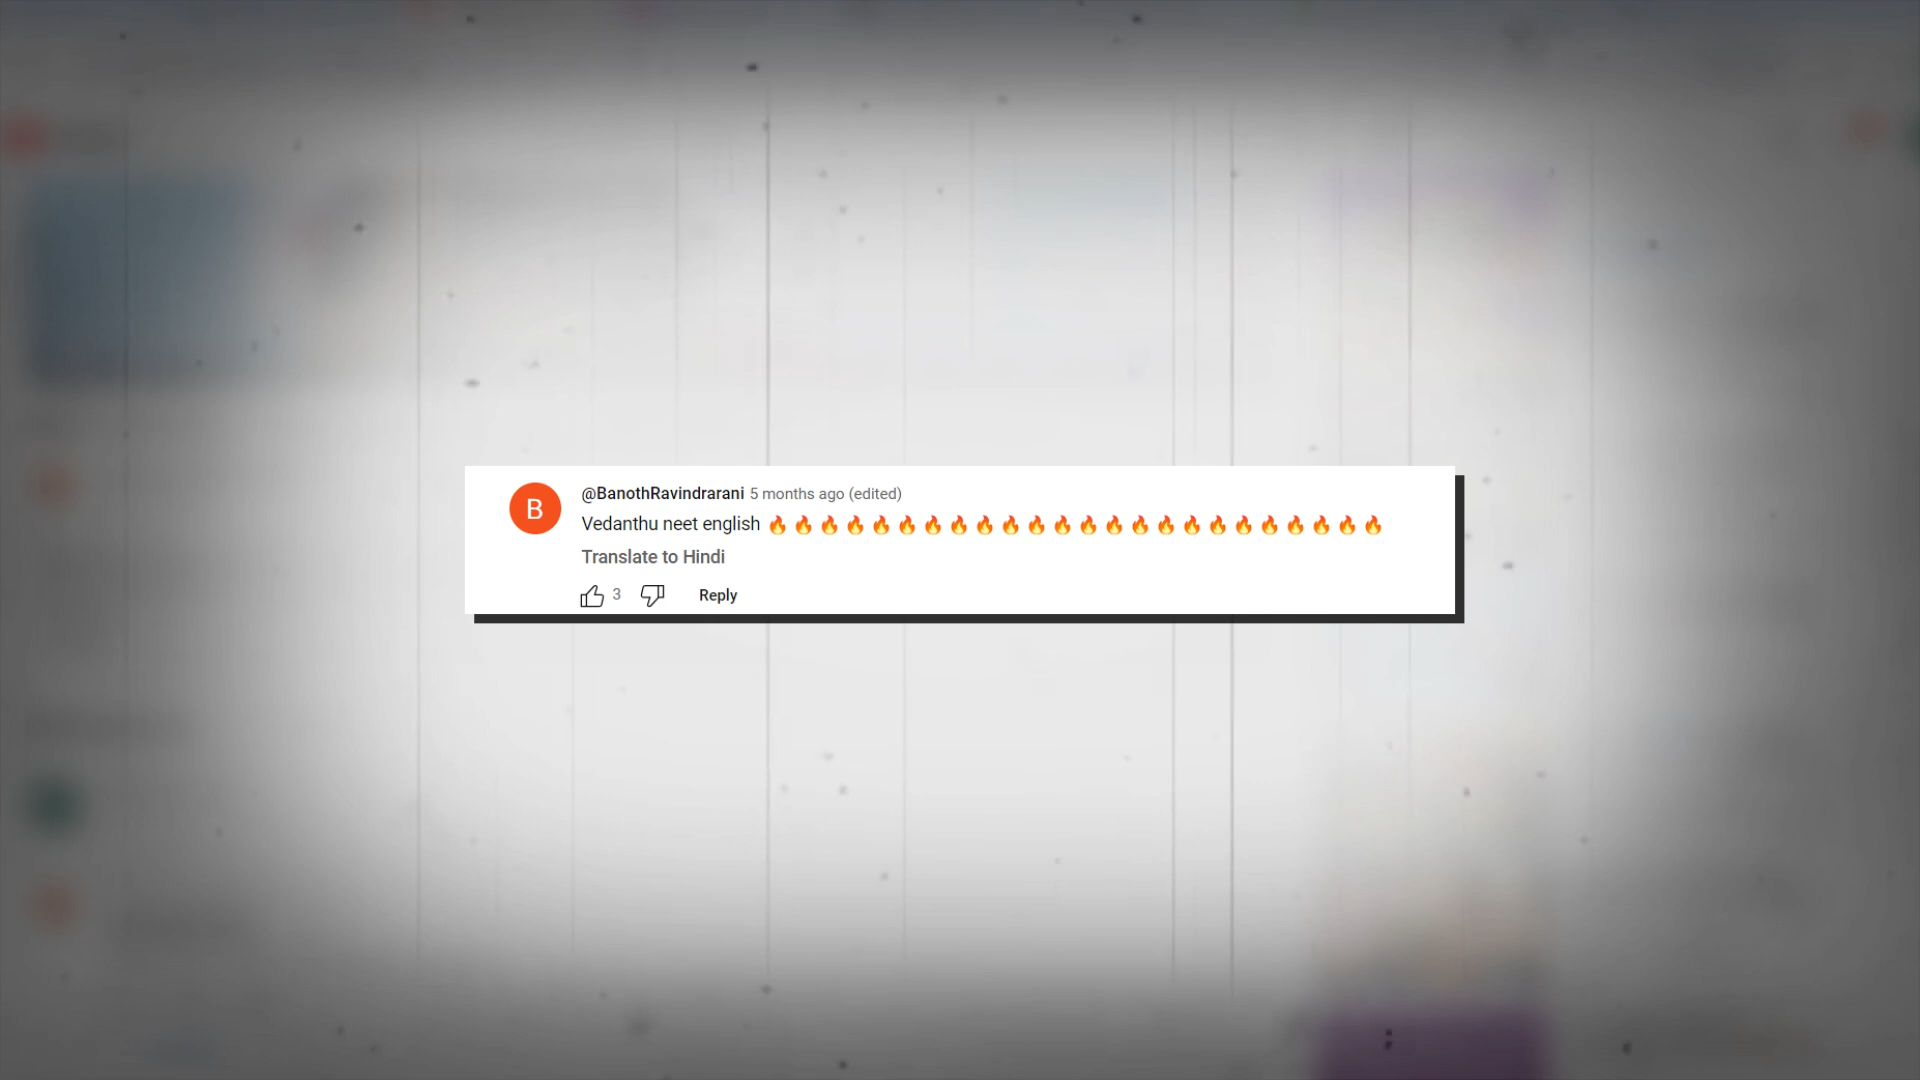 B
@BanothRavindrarani 5 months ago (edited)
Vedanthu neet english 🔥🔥🔥🔥🔥🔥🔥🔥🔥🔥🔥🔥🔥🔥🔥🔥🔥🔥🔥🔥🔥🔥🔥🔥
Translate to Hindi
3 Reply